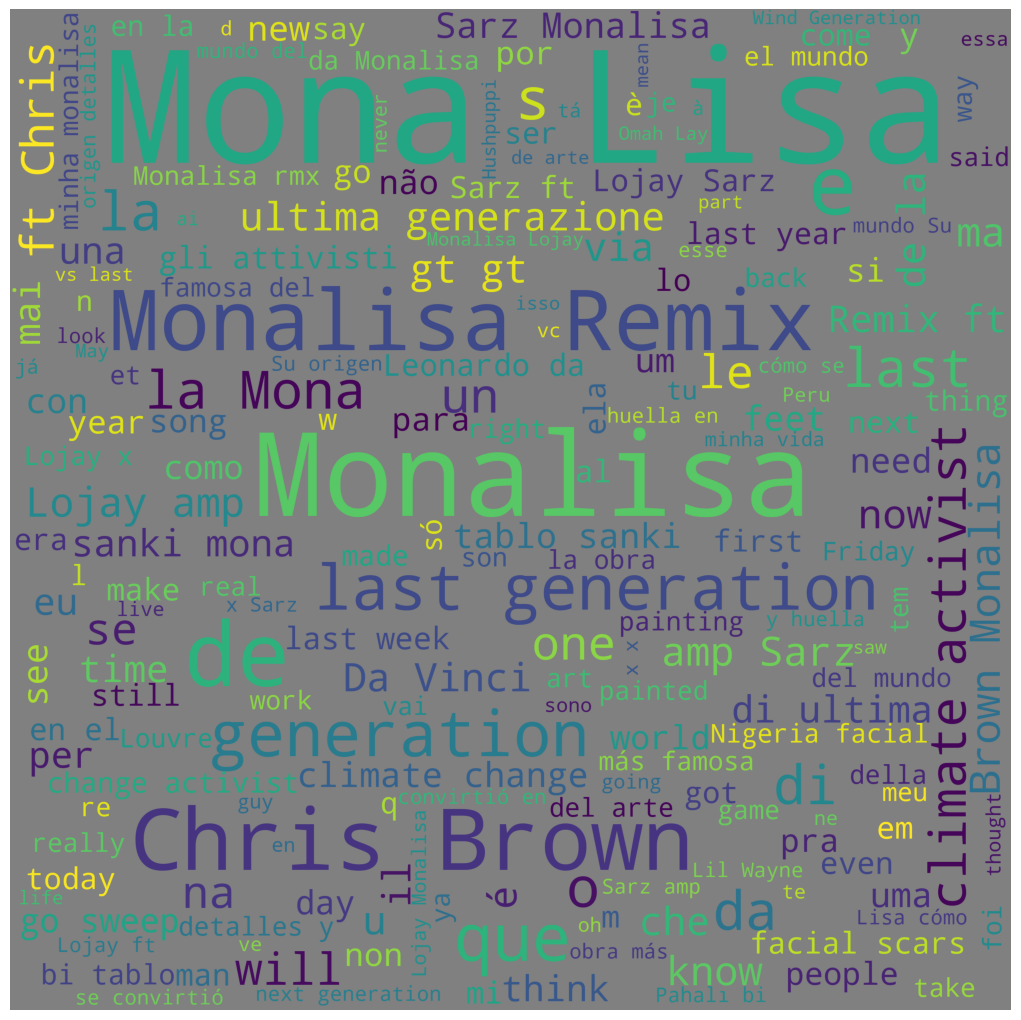 Mona Lisa
Sarz Monalisa
Wind Generation
come
y
essa
en la
d
new
say
mundo del
da Monalisa
por
el mundo
ft Chris
minha monalisa
origen detalles
never
Hushpuppi
s
è
je
à
mean
tá
way
ser
Omah Lay
said
de arte
Monalisa rmx
go
não
Sarz ft
Lojay Sarz
e
la
ai
ultima generazione
part
de la
mundo Su
ma
una
gli attivisti
Monalisa Lojay
via
last year
esse
vs last
gt gt
lo
back
si
mai
n
famosa del
isso
look
May
Monalisa Remix
vc
Remix ft
já
Su origen
Leonardo da
um
cómo se
last
et
la Mona
un
ela
tu
le
Peru
thing
con
year
song
w
para
right
huella en
feet
next
minha vida
Lojay x
como
Monalisa
al
need
Lojay amp
now
só
era
sanki mona
tablo sanki
first
climate activist
Brown Monalisa
l
make
real
made
son
la obra
Friday
eu
live
x Sarz
last generation
tem
se
last week
one
painting
x x
y huella
amp Sarz
saw
see
time
de
Da Vinci
art
painted
del mundo
still
work
vai
sono
di ultima
en el
Louvre
generation
world
Nigeria facial
per
change activist
climate change
más famosa
going
got
di
della
meu
re
guy
q
convirtió en
del arte
game
ne
thought
really
en
Chris Brown
pra
em
even
today
Lil Wayne
te
life
na
day
il
Lojay Monalisa
é
o
Sarz amp
uma
Lisa cómo
foi
go sweep
detalles y
u
ya
que
oh
m
che
da
Lojay ft
ve
non
obra más
facial scars
bi tablo
man
will
mi
think
know
people
take
se convirtió
next generation
Pahalı bi